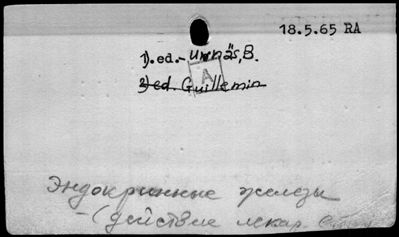 18.5.65 RA
1). ed. - Uvnäs, B.
A
2) ed. Guillemin
Эндокринные железы
- (действие лекар.